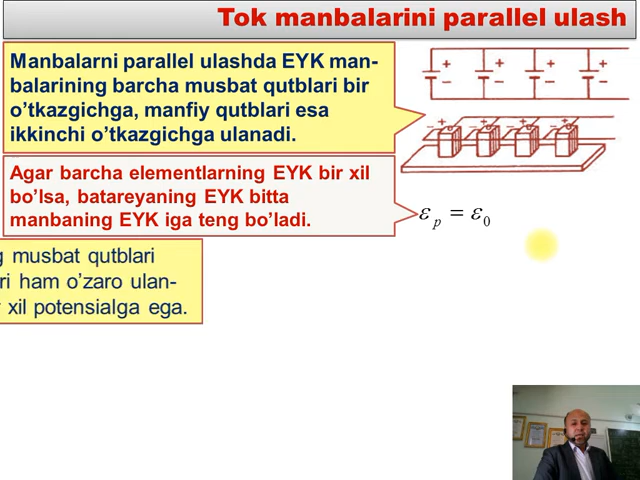 Tok manbalarini parallel ulash
Manbalarni parallel ulashda EYK man-
balarining barcha musbat qutblari bir
o’tkazgichga, manfiy qutblari esa
ikkinchi o’tkazgichga ulanadi.
+ + + +
- + - + - + - +
Agar barcha elementlarning EYK bir xil
bo’lsa, batareyaning EYK bitta
manbaning EYK iga teng bo’ladi.
ε p = ε 0
musbat qutblari
ri ham o’zaro ulan-
xil potensialga ega.